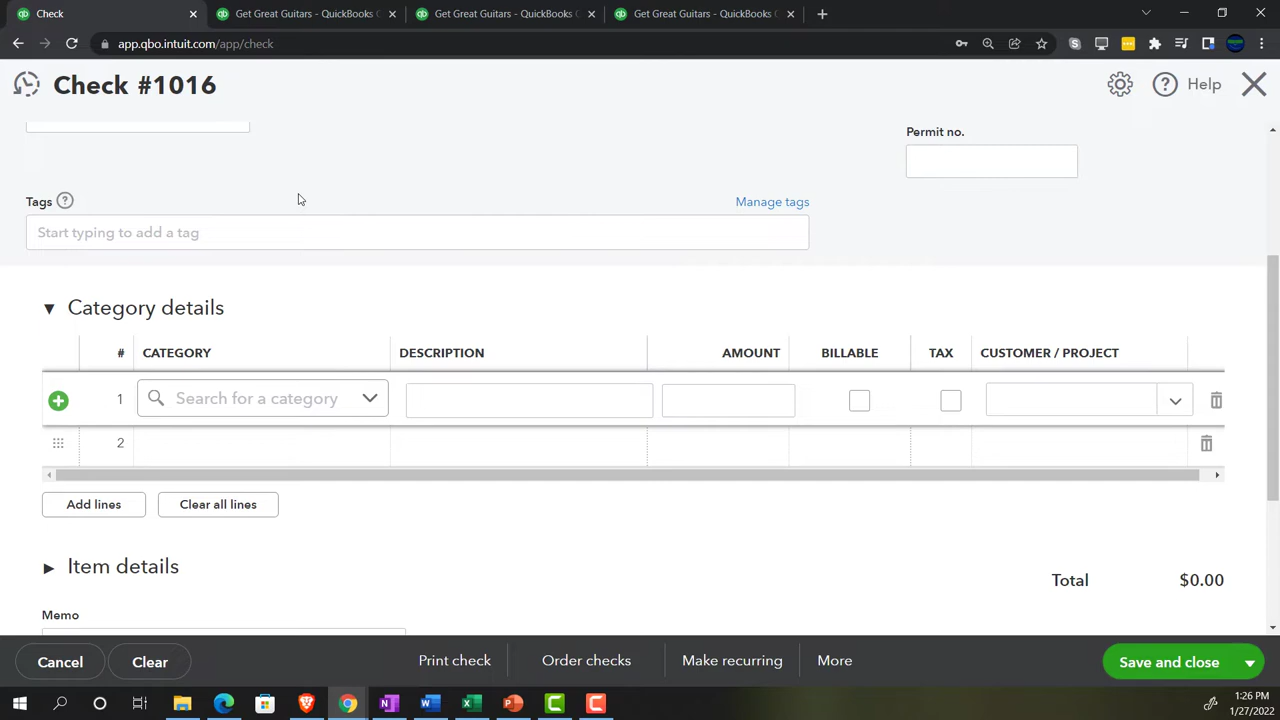 Check
Get Great Guitars - QuickBooks O
Get Great Guitars - QuickBooks O
Get Great Guitars - QuickBooks O
app.qbo.intuit.com/app/check
Check #1016
Help
Permit no.
Tags ?
Manage tags
Start typing to add a tag
Category details
# CATEGORY DESCRIPTION AMOUNT BILLABLE TAX CUSTOMER / PROJECT
1 Search for a category
2
Add lines
Clear all lines
Item details
Total $0.00
Memo
Cancel
Clear
Print check
Order checks
Make recurring
More
Save and close
1:26 PM
1/27/2022